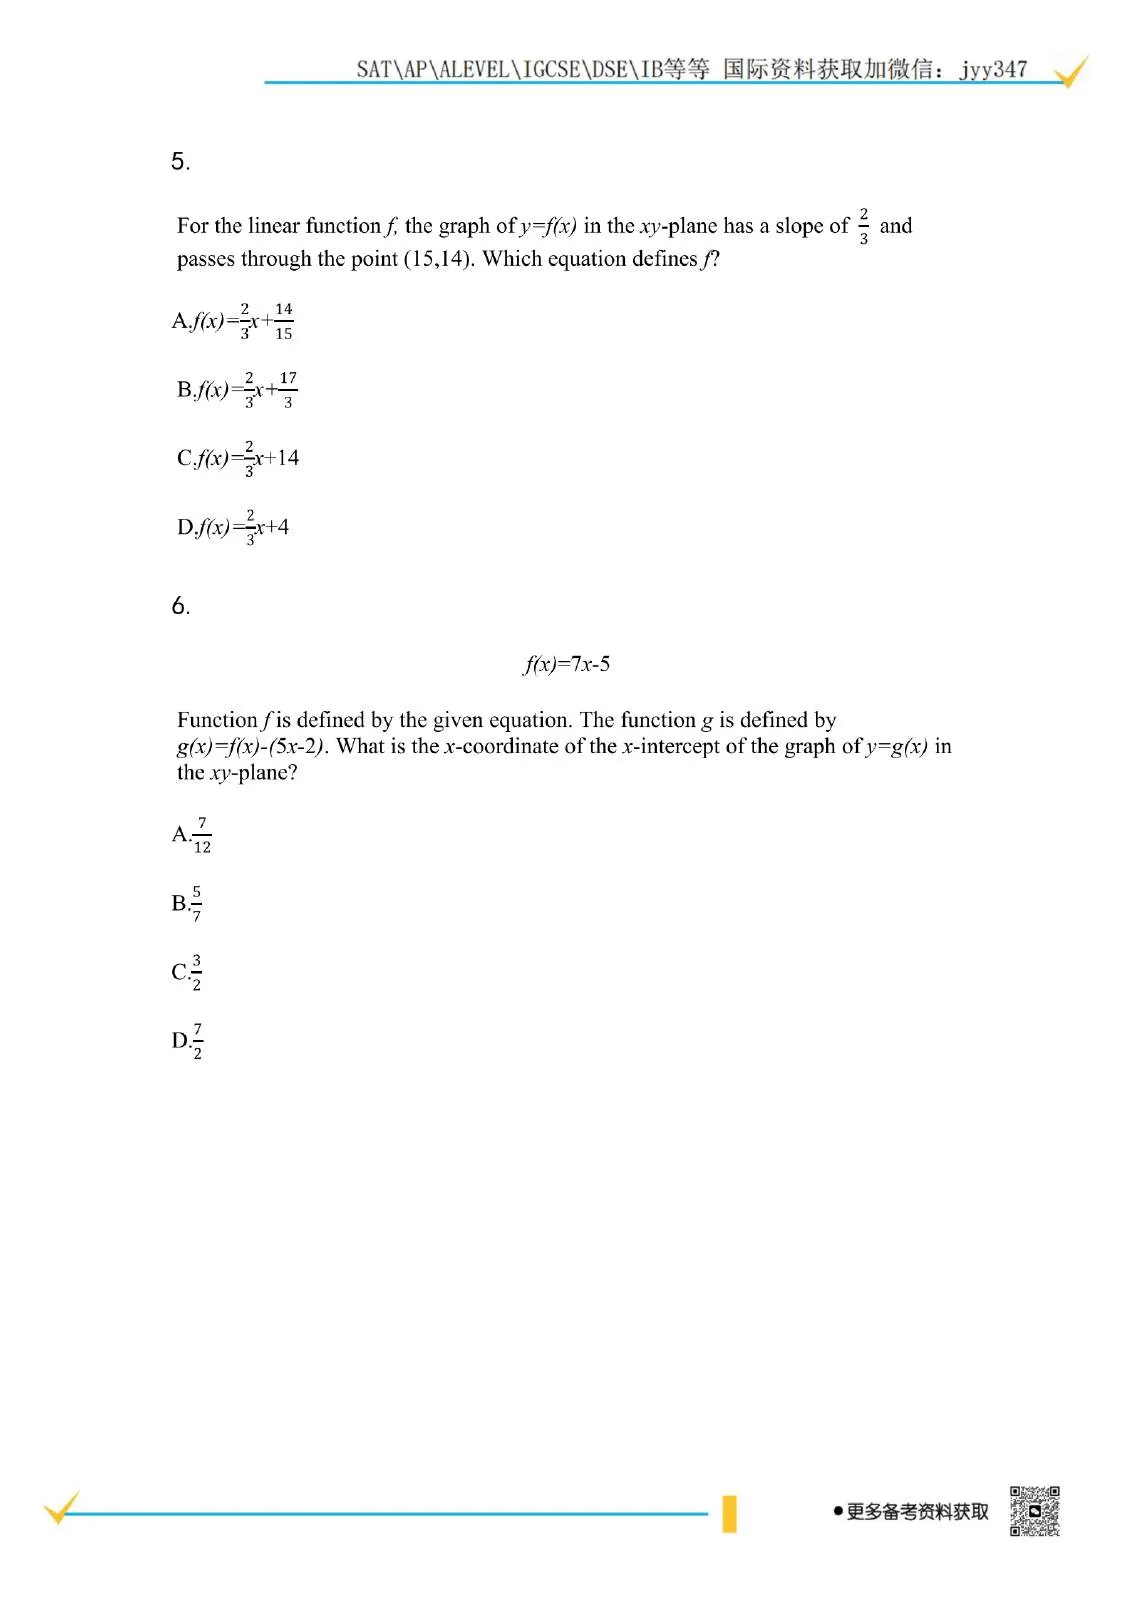 SAT\AP\ALEVEL\IGCSE\DSE\IB等等 国际资料获取加微信：jyy347
5.
For the linear function f, the graph of y=f(x) in the xy-plane has a slope of 2/3 and
passes through the point (15,14). Which equation defines f?
A.f(x)=2/3x+14/15
B.f(x)=2/3x+17/3
C.f(x)=2/3x+14
D.f(x)=2/3x+4
6.
f(x)=7x-5
Function f is defined by the given equation. The function g is defined by
g(x)=f(x)-(5x-2). What is the x-coordinate of the x-intercept of the graph of y=g(x) in
the xy-plane?
A.7/12
B.5/7
C.3/2
D.7/2
●更多备考资料获取